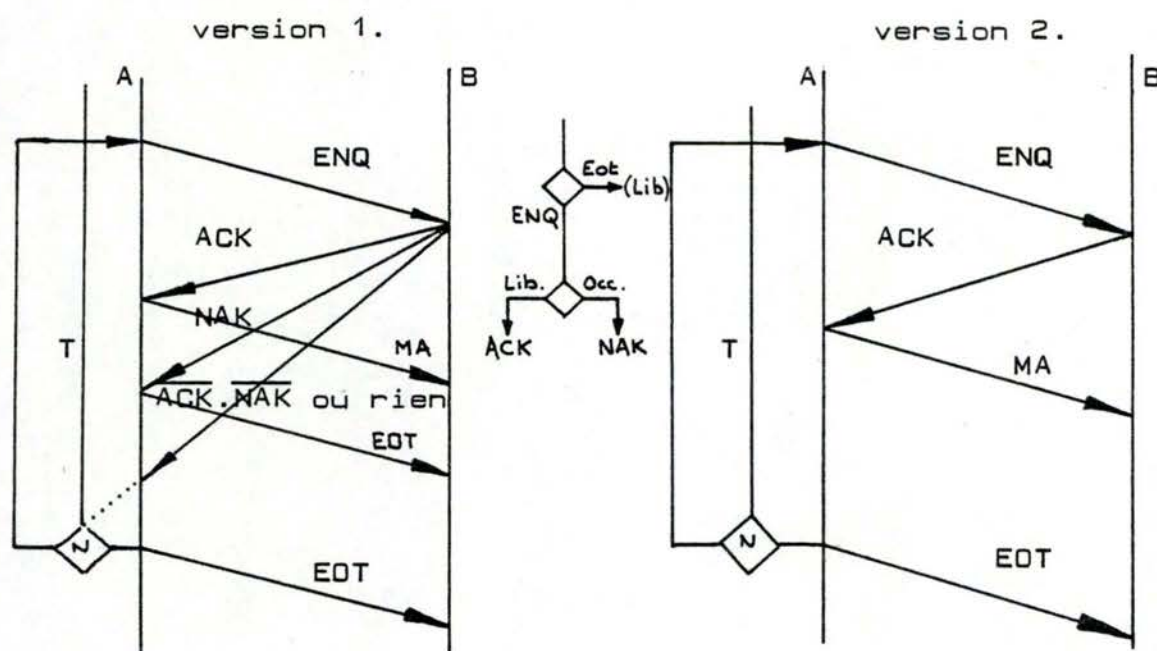 version 1.
version 2.
A
B
T
ENQ
ACK
NAK
MA
ACK.NAK ou rien
EOT
N
EOT
Eot
(Lib)
ENQ
Lib.
Occ.
ACK
NAK
A
B
T
ENQ
ACK
MA
N
EOT